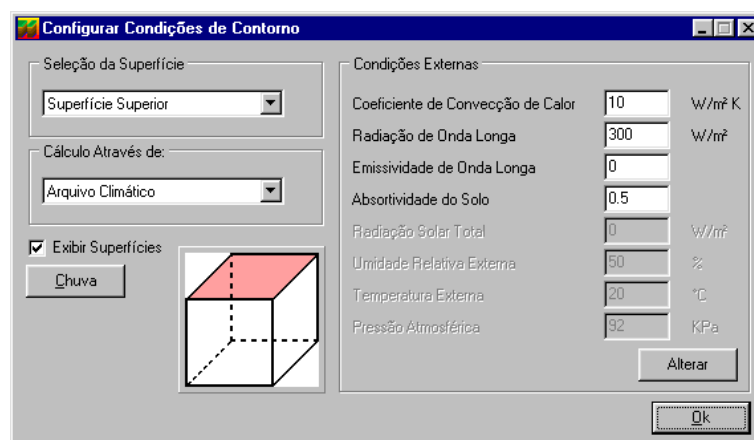 Configurar Condições de Contorno
Seleção da Superfície
Superfície Superior
Cálculo Através de:
Arquivo Climático
Exibir Superfícies
Chuva
Condições Externas
Coeficiente de Convecção de Calor 10 W/m² K
Radiação de Onda Longa 300 W/m²
Emissividade de Onda Longa 0
Absortividade do Solo 0.5
Radiação Solar Total 0 W/m²
Umidade Relativa Externa 50 %
Temperatura Externa 20 °C
Pressão Atmosférica 92 KPa
Alterar
Ok